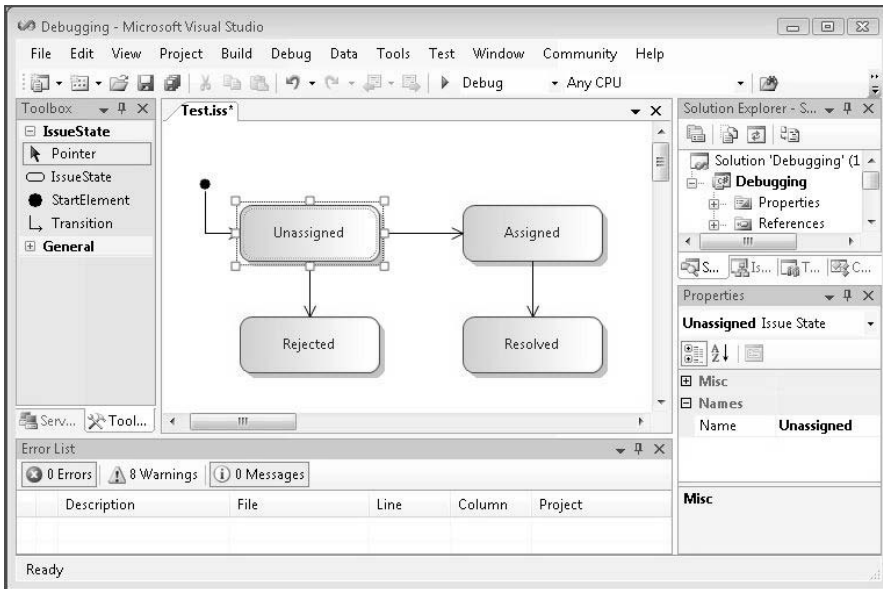 Debugging - Microsoft Visual Studio
File Edit View Project Build Debug Data Tools Test Window Community Help
Debug Any CPU
Toolbox
IssueState
Pointer
IssueState
StartElement
Transition
General
Serv... Tool...
Test.iss*
Unassigned
Assigned
Rejected
Resolved
Solution Explorer - S...
Solution 'Debugging' (1
Debugging
Properties
References
S... Is... T... C...
Properties
Unassigned Issue State
Misc
Names
Name Unassigned
Misc
Error List
0 Errors 8 Warnings 0 Messages
Description File Line Column Project
Ready